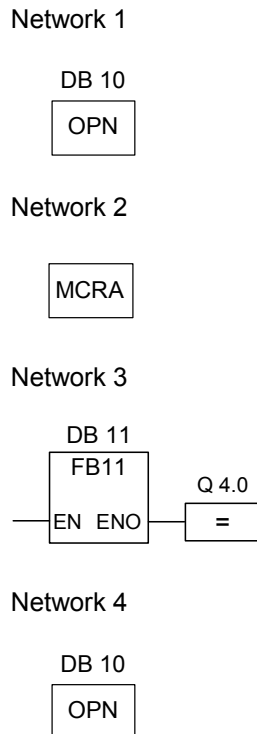 Network 1
DB 10
OPN
Network 2
MCRA
Network 3
DB 11
FB11
Q 4.0
EN ENO =
Network 4
DB 10
OPN